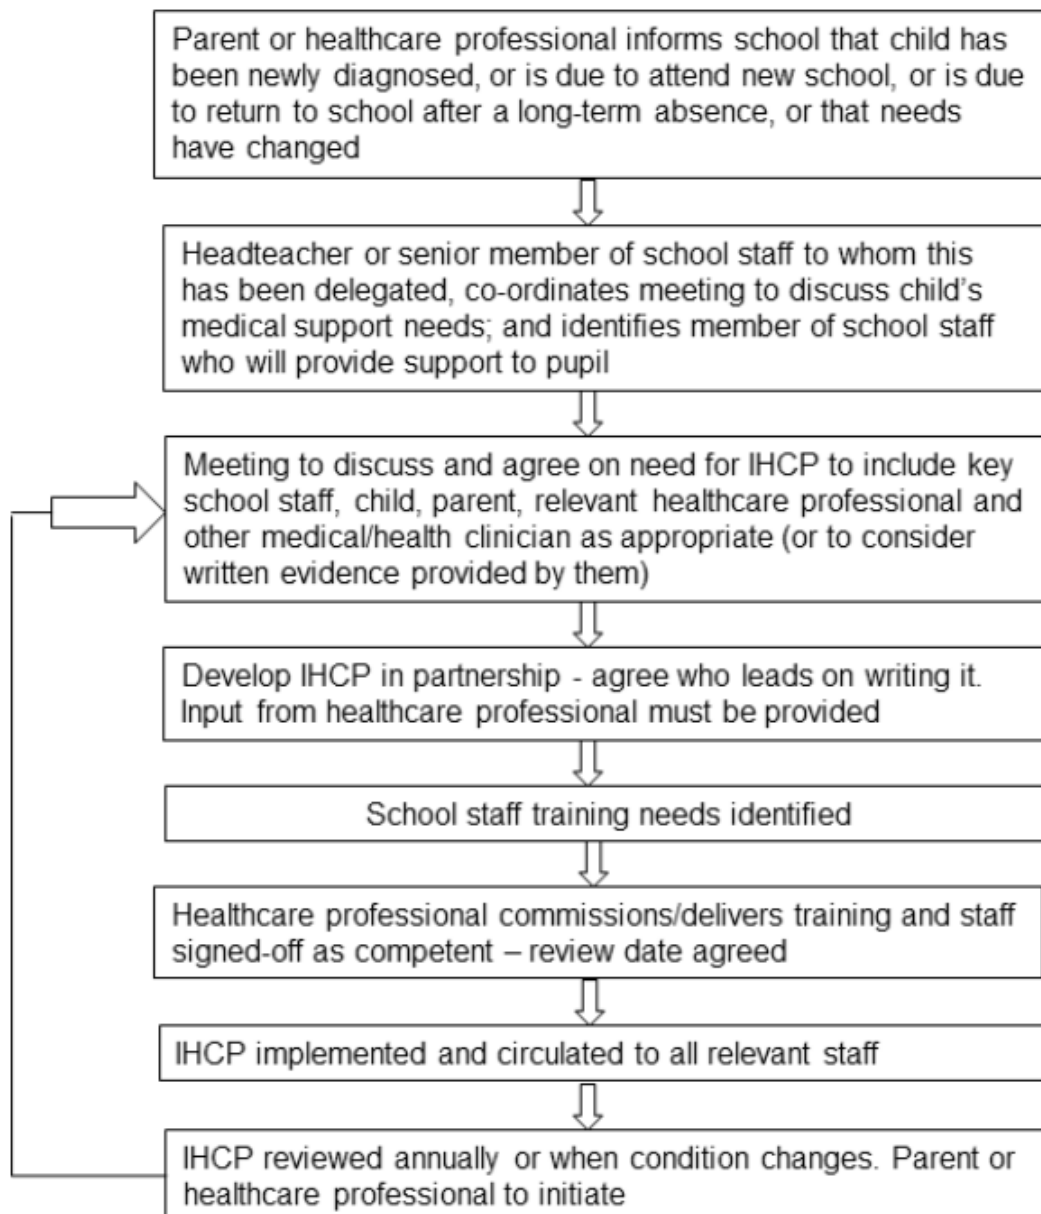 Parent or healthcare professional informs school that child has
been newly diagnosed, or is due to attend new school, or is due
to return to school after a long-term absence, or that needs
have changed
Headteacher or senior member of school staff to whom this
has been delegated, co-ordinates meeting to discuss child's
medical support needs; and identifies member of school staff
who will provide support to pupil
Meeting to discuss and agree on need for IHCP to include key
school staff, child, parent, relevant healthcare professional and
other medical/health clinician as appropriate (or to consider
written evidence provided by them)
Develop IHCP in partnership - agree who leads on writing it.
Input from healthcare professional must be provided
School staff training needs identified
Healthcare professional commissions/delivers training and staff
signed-off as competent – review date agreed
IHCP implemented and circulated to all relevant staff
IHCP reviewed annually or when condition changes. Parent or
healthcare professional to initiate